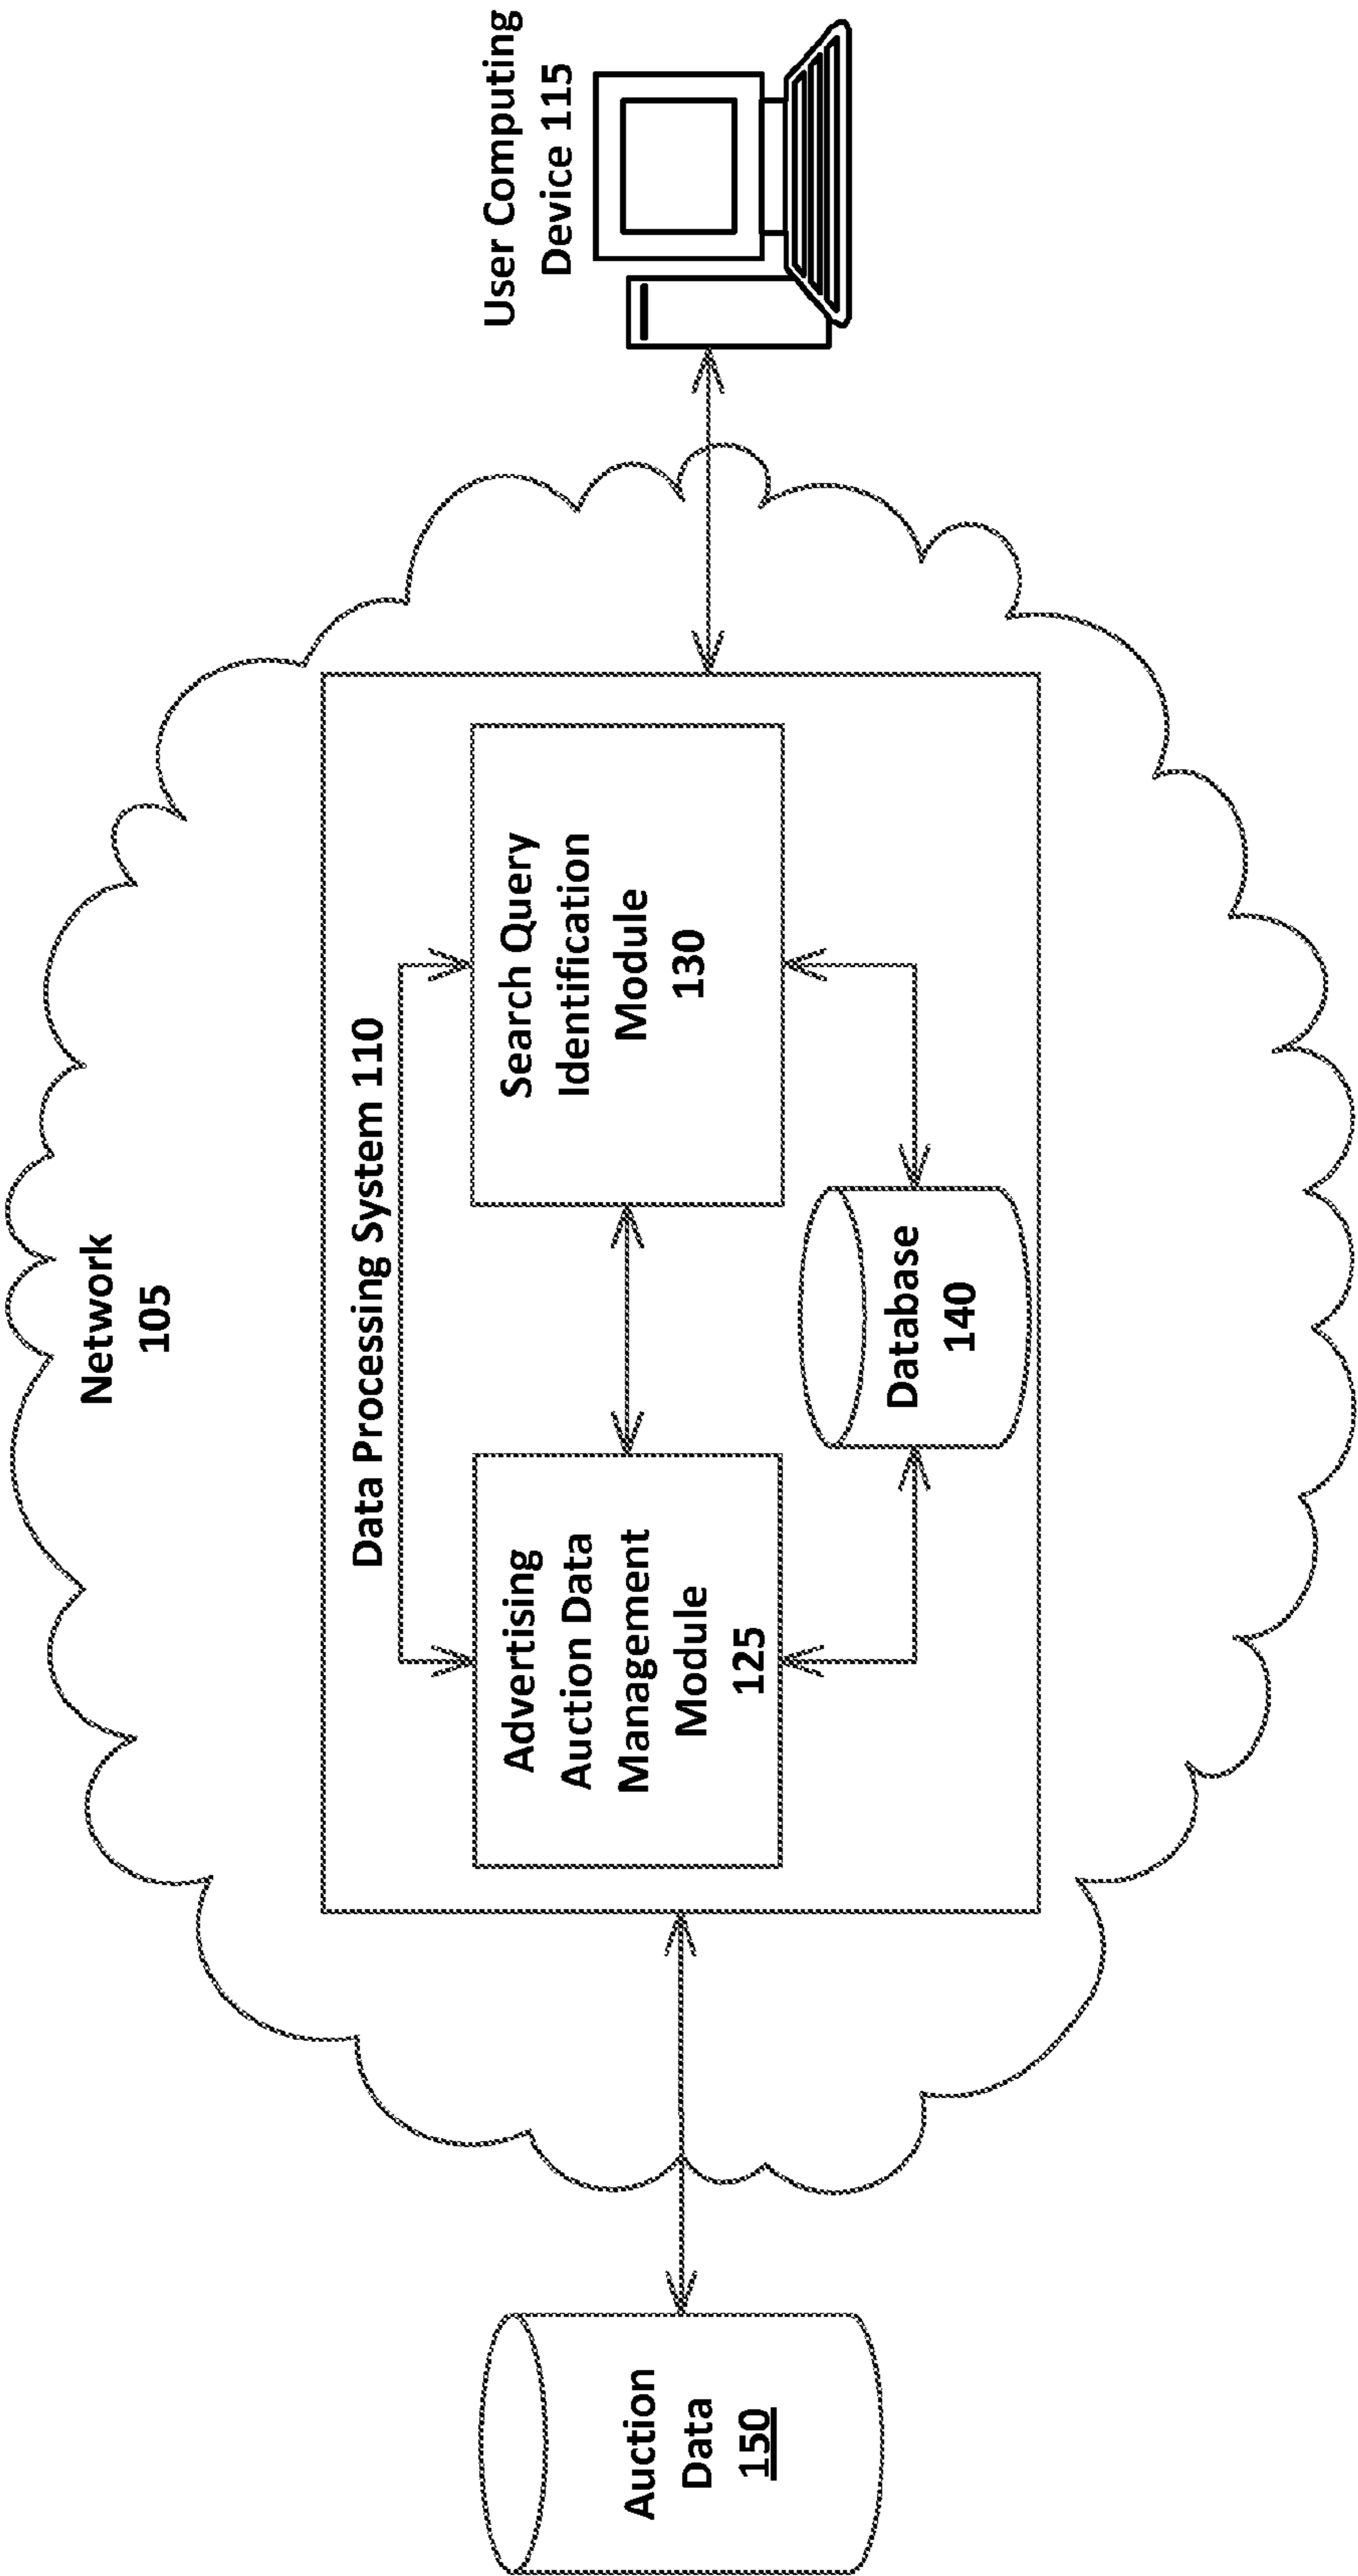 Network
105
Data Processing System 110
User Computing
Device 115
Advertising
Auction Data
Management
Module
125
Search Query
Identification
Module
130
Database
140
Auction
Data
150